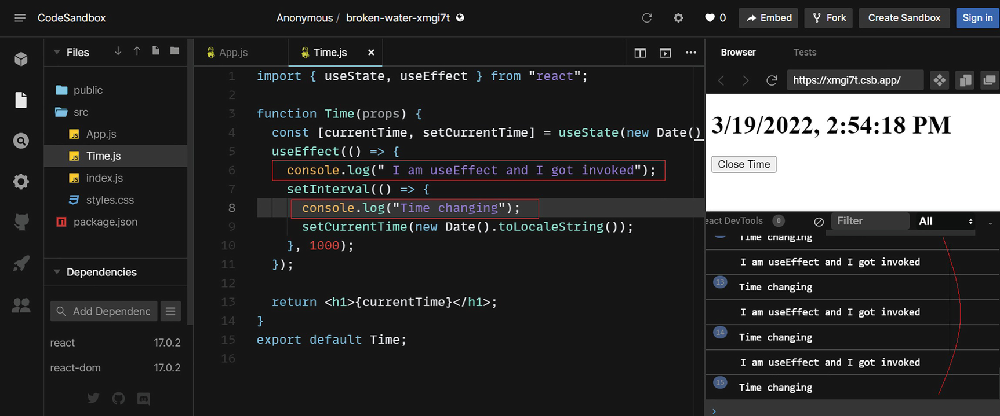 CodeSandbox
Anonymous / broken-water-xmgi7t
0
Embed
Fork
Create Sandbox
Sign in
Files
public
src
JS App.js
JS Time.js
JS index.js
styles.css
package.json
Dependencies
Add Dependenc
react 17.0.2
react-dom 17.0.2
App.js
Time.js
1 import { useState, useEffect } from "react";
2
3 function Time(props) {
4 const [currentTime, setCurrentTime] = useState(new Date()
5 useEffect(() => {
6 console.log(" I am useEffect and I got invoked");
7 setInterval(() => {
8 console.log("Time changing");
9 setCurrentTime(new Date().toLocaleString());
10 }, 1000);
11 });
12
13 return <h1>{currentTime}</h1>;
14 }
15 export default Time;
16
Browser
Tests
https://xmgi7t.csb.app/
3/19/2022, 2:54:18 PM
Close Time
eact DevTools 0
Filter
All
Time changing
I am useEffect and I got invoked
13 Time changing
I am useEffect and I got invoked
14 Time changing
I am useEffect and I got invoked
15 Time changing